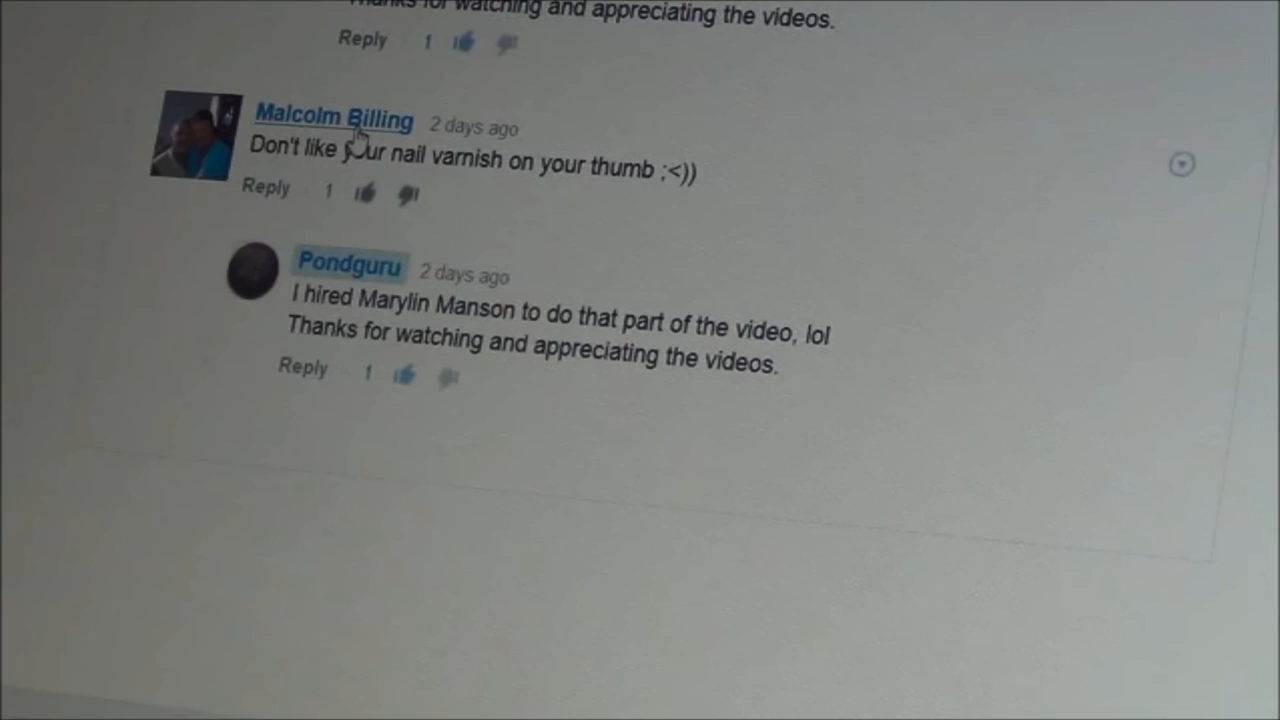 Thanks for watching and appreciating the videos.
Reply 1
Malcolm Billing 2 days ago
Don't like your nail varnish on your thumb ;<))
Reply 1
Pondguru 2 days ago
I hired Marylin Manson to do that part of the video, lol
Thanks for watching and appreciating the videos.
Reply 1